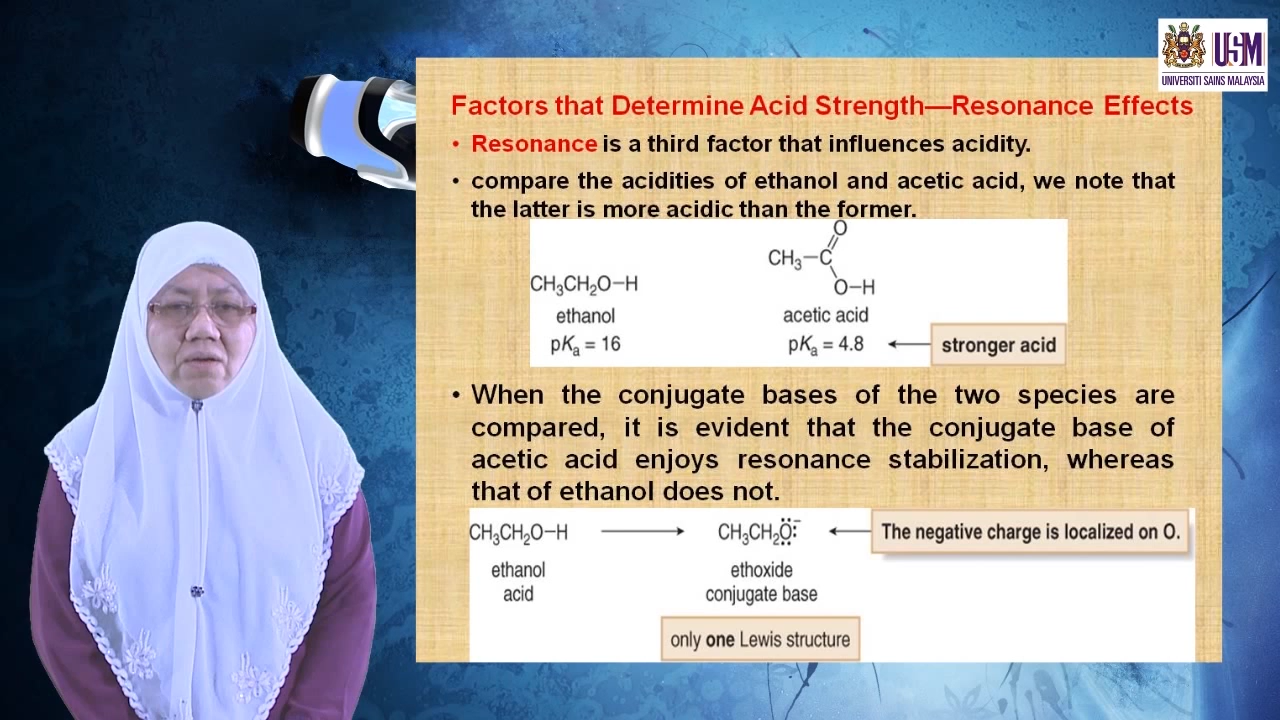 USM
UNIVERSITI SAINS MALAYSIA
Factors that Determine Acid Strength—Resonance Effects
• Resonance is a third factor that influences acidity.
• compare the acidities of ethanol and acetic acid, we note that
the latter is more acidic than the former.
O
CH₃–C
CH₃CH₂O–H
O–H
ethanol
acetic acid
pKₐ = 16
pKₐ = 4.8
stronger acid
• When the conjugate bases of the two species are
compared, it is evident that the conjugate base of
acetic acid enjoys resonance stabilization, whereas
that of ethanol does not.
CH₃CH₂O–H
CH₃CH₂O⁻
The negative charge is localized on O.
ethanol
acid
ethoxide
conjugate base
only one Lewis structure